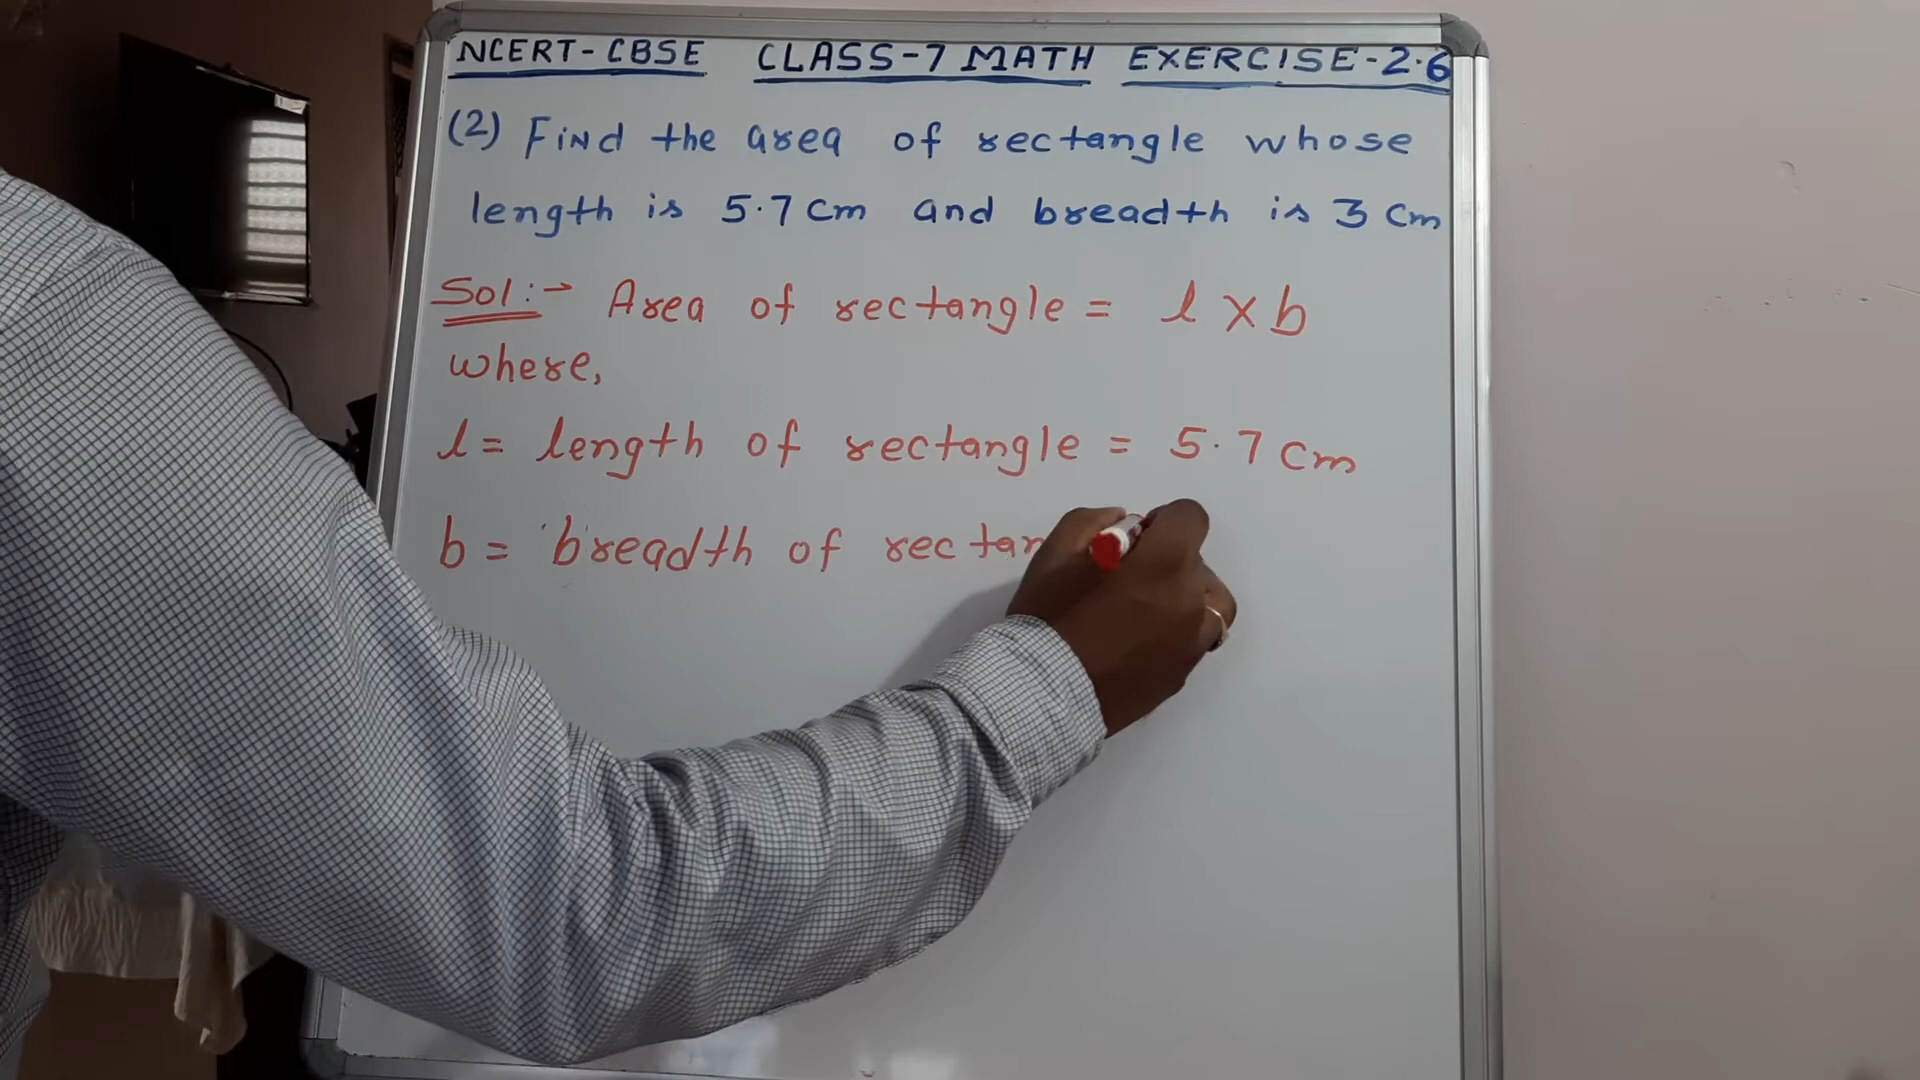 NCERT-CBSE CLASS-7 MATH EXERCISE-2.6
(2) Find the area of rectangle whose
length is 5.7 cm and breadth is 3 cm
Sol:- Area of rectangle = l × b
where,
l = length of rectangle = 5.7 cm
b = breadth of rectan